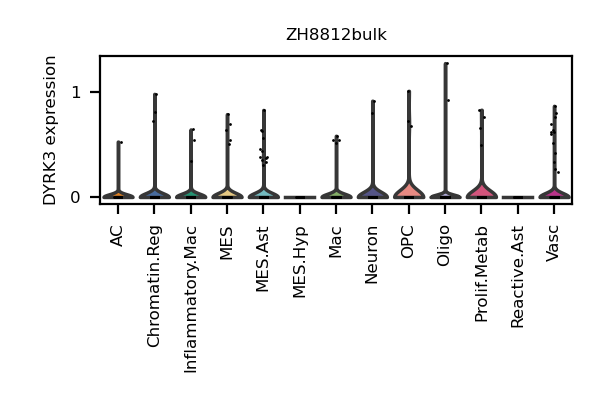 ZH8812bulk
DYRK3 expression
1
0
AC
Chromatin.Reg
Inflammatory.Mac
MES
MES.Ast
MES.Hyp
Mac
Neuron
OPC
Oligo
Prolif.Metab
Reactive.Ast
Vasc